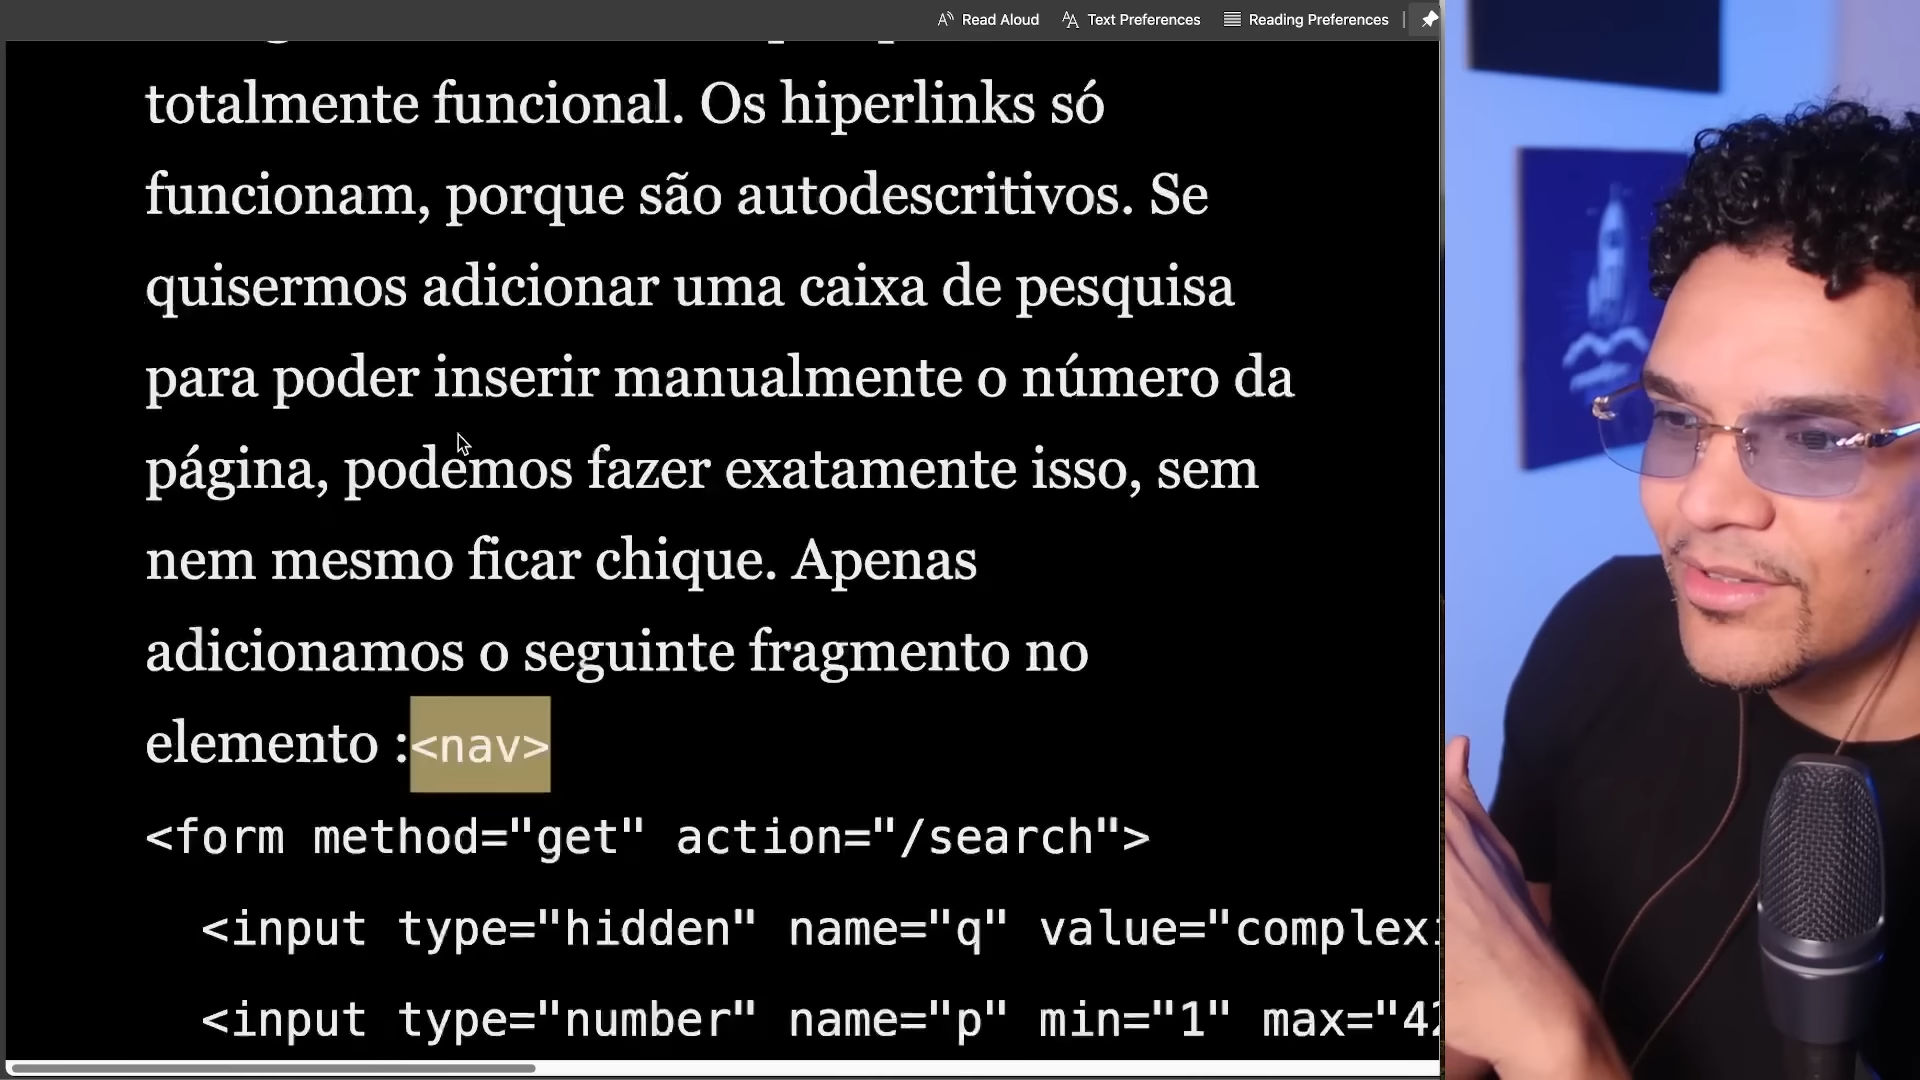 Read Aloud Text Preferences Reading Preferences
totalmente funcional. Os hiperlinks só
funcionam, porque são autodescritivos. Se
quisermos adicionar uma caixa de pesquisa
para poder inserir manualmente o número da
página, podemos fazer exatamente isso, sem
nem mesmo ficar chique. Apenas
adicionamos o seguinte fragmento no
elemento :<nav>
<form method="get" action="/search">
<input type="hidden" name="q" value="complexi
<input type="number" name="p" min="1" max="42